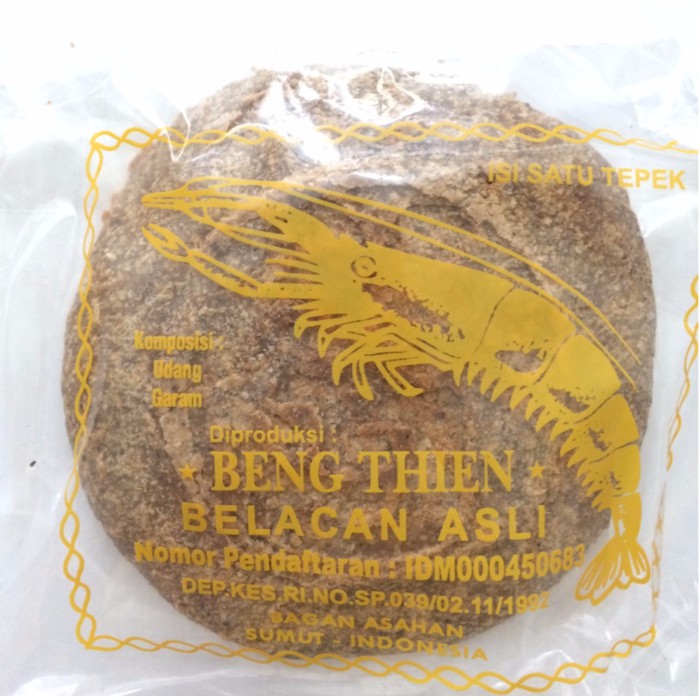 ISI SATU TEPEK
Komposisi :
Udang
Garam
Diproduksi :
★ BENG THIEN ★
BELACAN ASLI
Nomor Pendaftaran : IDM000450683
DEP.KES.RI.NO.SP.039/02.11/1992
BAGAN ASAHAN
SUMUT - INDONESIA